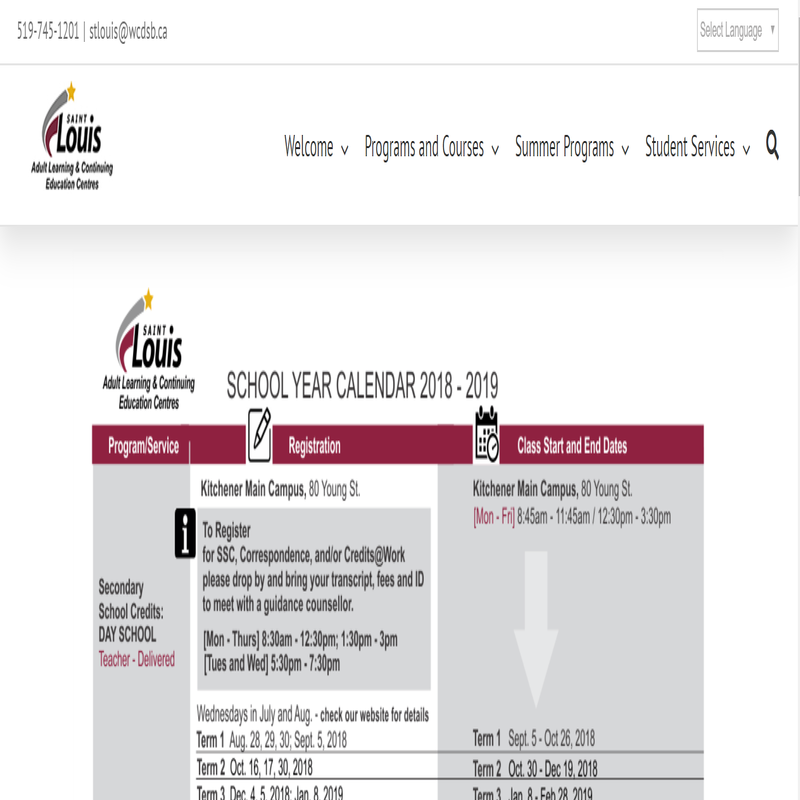 519-745-1201 | stlouis@wcdsb.ca
Select Language
SAINT
Louis
Adult Learning & Continuing
Education Centres
Welcome
Programs and Courses
Summer Programs
Student Services
SAINT
Louis
Adult Learning & Continuing
Education Centres
SCHOOL YEAR CALENDAR 2018 - 2019
Program/Service
Registration
Class Start and End Dates
Kitchener Main Campus, 80 Young St.
Kitchener Main Campus, 80 Young St.
[Mon - Fri] 8:45am - 11:45am / 12:30pm - 3:30pm
i
To Register
for SSC, Correspondence, and/or Credits@Work
please drop by and bring your transcript, fees and ID
to meet with a guidance counsellor.
[Mon - Thurs] 8:30am - 12:30pm; 1:30pm - 3pm
[Tues and Wed] 5:30pm - 7:30pm
Secondary
School Credits:
DAY SCHOOL
Teacher - Delivered
Wednesdays in July and Aug. - check our website for details
Term 1 Aug. 28, 29, 30; Sept. 5, 2018
Term 1 Sept. 5 - Oct 26, 2018
Term 2 Oct. 16, 17, 30, 2018
Term 2 Oct. 30 - Dec 19, 2018
Term 3 Dec. 4, 5, 2018; Jan. 8, 2019
Term 3 Jan. 8 - Feb 28, 2019